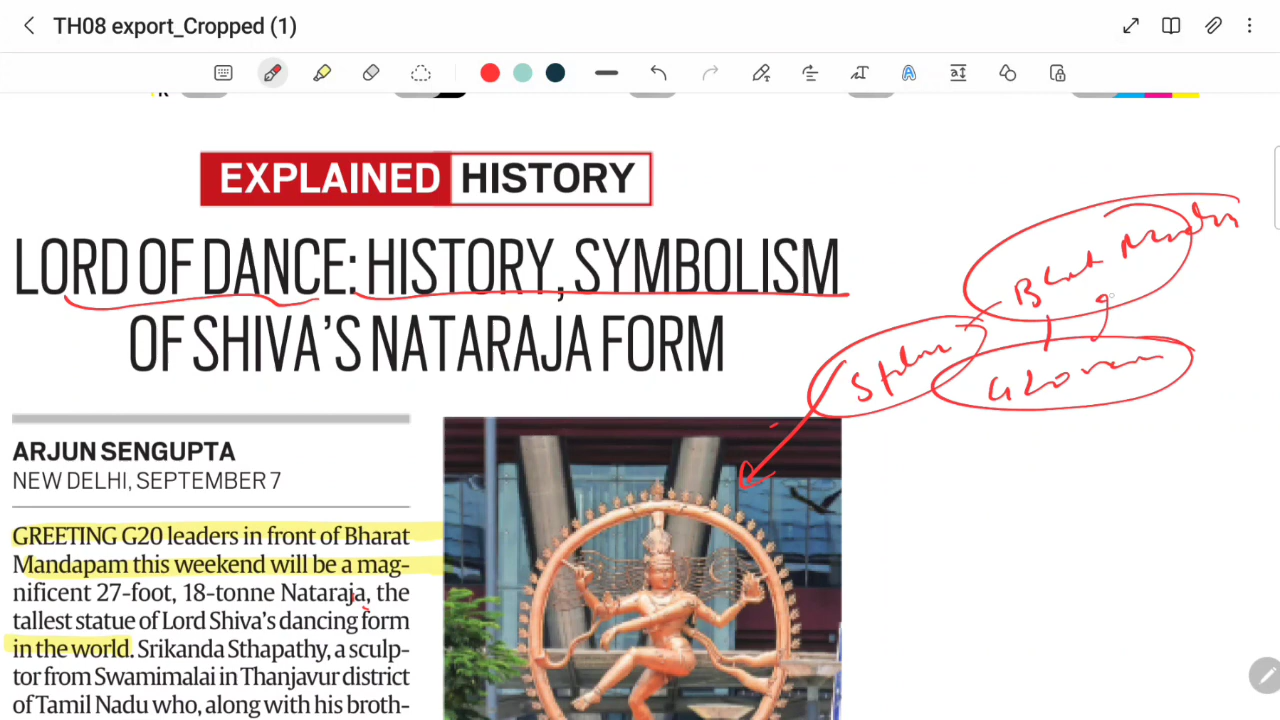 TH08 export_Cropped (1)
EXPLAINED HISTORY
LORD OF DANCE: HISTORY, SYMBOLISM
OF SHIVA'S NATARAJA FORM
ARJUN SENGUPTA
NEW DELHI, SEPTEMBER 7
GREETING G20 leaders in front of Bharat
Mandapam this weekend will be a mag-
nificent 27-foot, 18-tonne Nataraja, the
tallest statue of Lord Shiva's dancing form
in the world. Srikanda Sthapathy, a sculp-
tor from Swamimalai in Thanjavur district
of Tamil Nadu who, along with his broth-